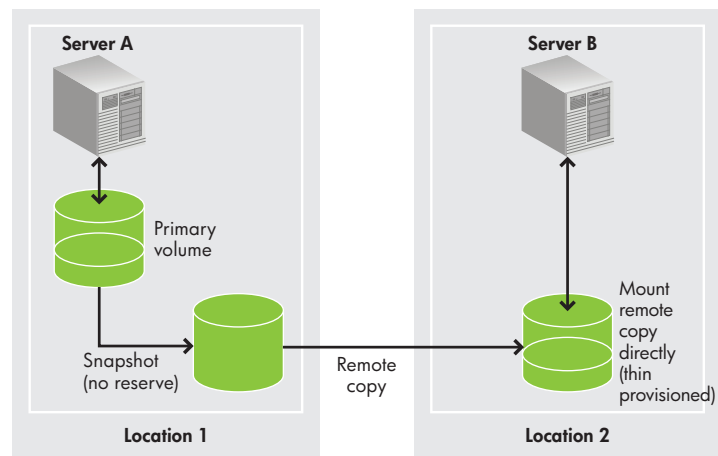 Server A
Primary
volume
Snapshot
(no reserve)
Location 1
Remote
copy
Server B
Mount
remote
copy
directly
(thin
provisioned)
Location 2